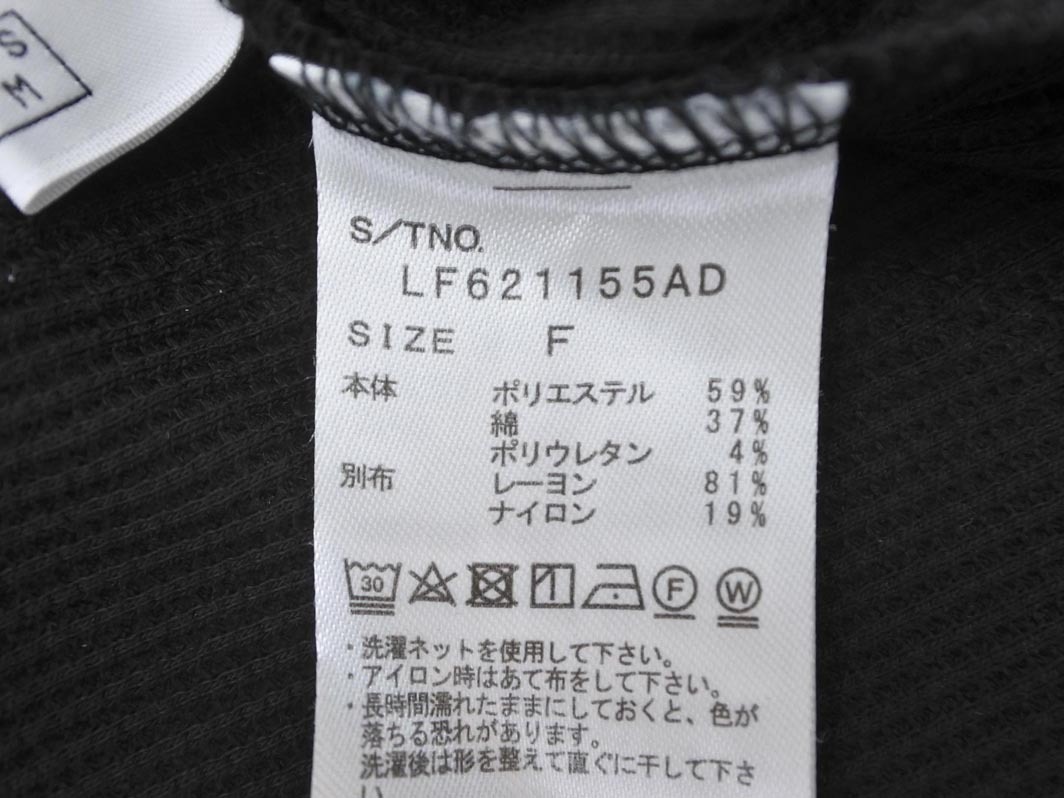 S
M
S/TNO.
LF621155AD
SIZE F
本体 ポリエステル 59%
綿 37%
ポリウレタン 4%
別布 レーヨン 81%
ナイロン 19%
30 F W
・洗濯ネットを使用して下さい。
・アイロン時はあて布をして下さい。
・長時間濡れたままにしておくと、色が
落ちる恐れがあります。
洗濯後は形を整えて直ぐに干して下さ
い